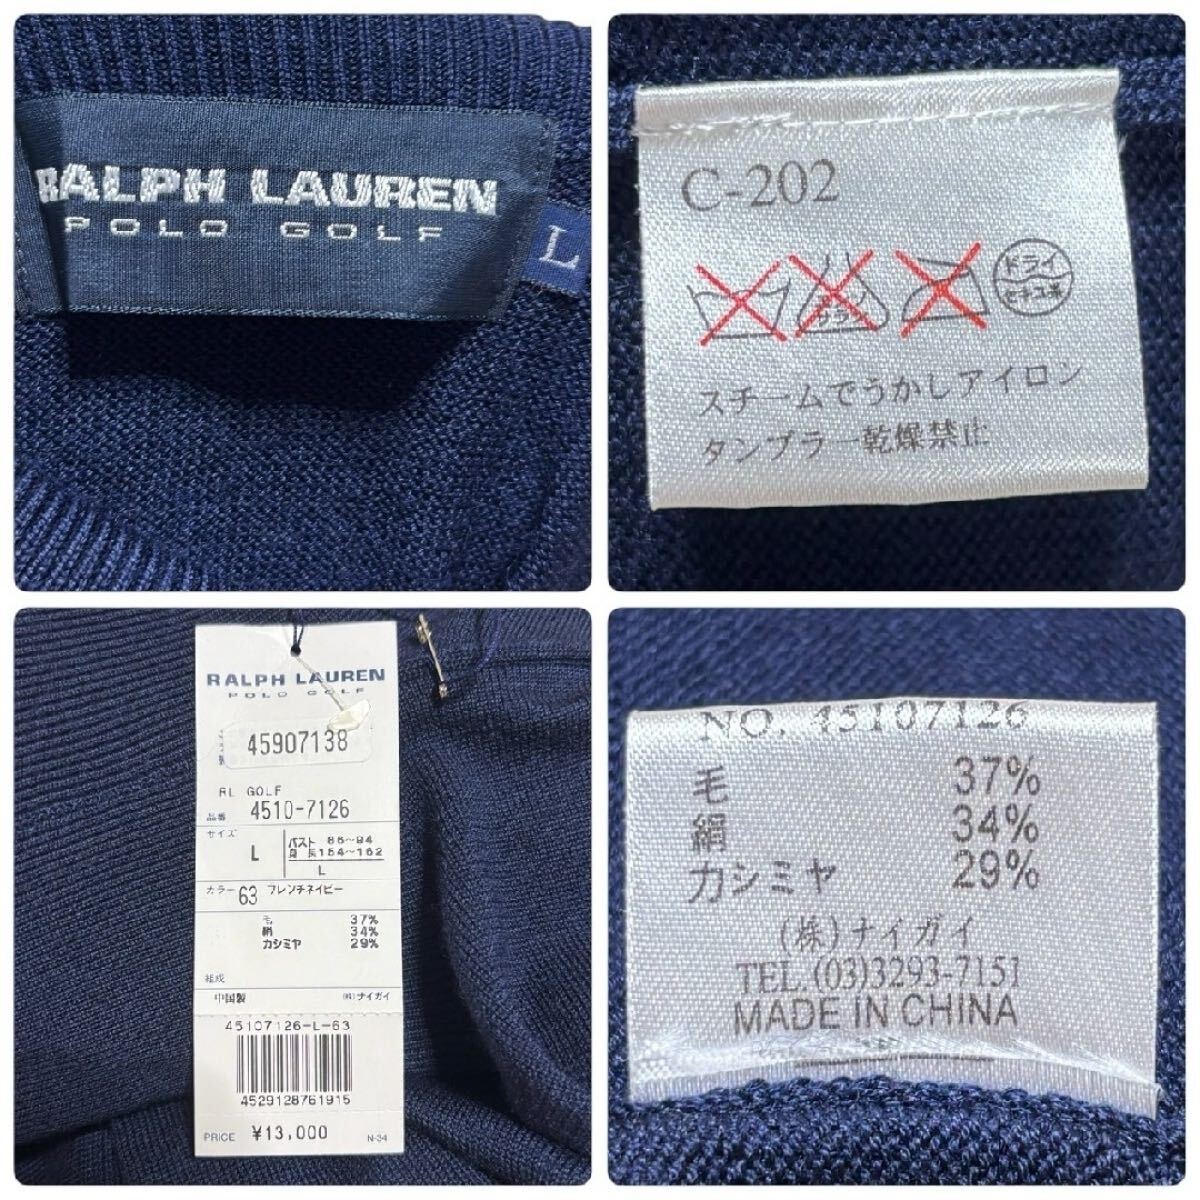 RALPH LAUREN
POLO GOLF
L
C-202
ドライ
セキユ系
スチームでうかしアイロン
タンブラー乾燥禁止
RALPH LAUREN
POLO GOLF
45907138
RL GOLF
品番 4510-7126
サイズ
L
バスト 86~94
身長 154~162
L
カラー 63 フレンチネイビー
毛 37%
絹 34%
カシミヤ 29%
組成
中国製 (株)ナイガイ
45107126-L-63
4529128761915
PRICE ¥13,000 N-34
NO. 45107126
毛 37%
絹 34%
カシミヤ 29%
(株)ナイガイ
TEL.(03)3293-7151
MADE IN CHINA